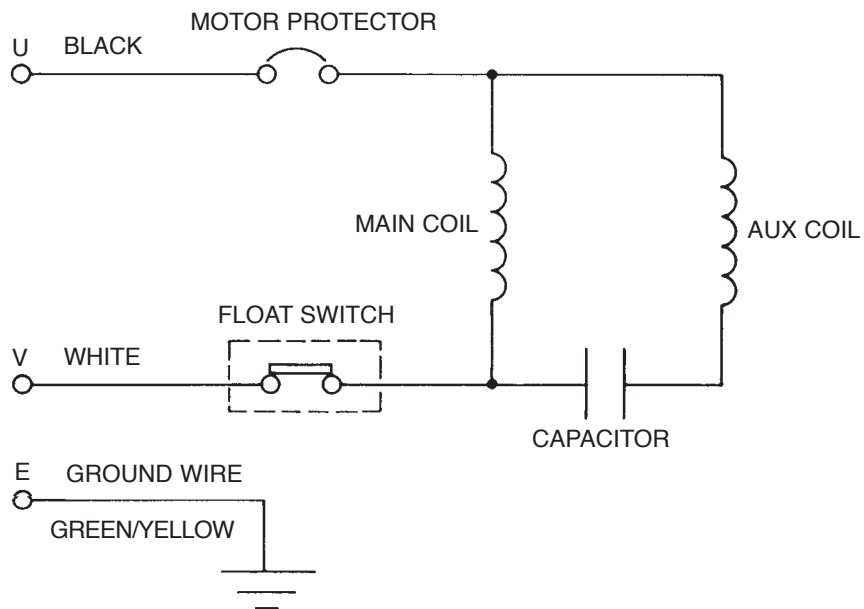 MOTOR PROTECTOR
U BLACK
MAIN COIL
AUX COIL
FLOAT SWITCH
V WHITE
CAPACITOR
E GROUND WIRE
GREEN/YELLOW